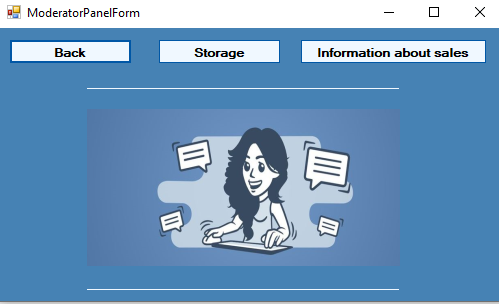 ModeratorPanelForm
Back
Storage
Information about sales